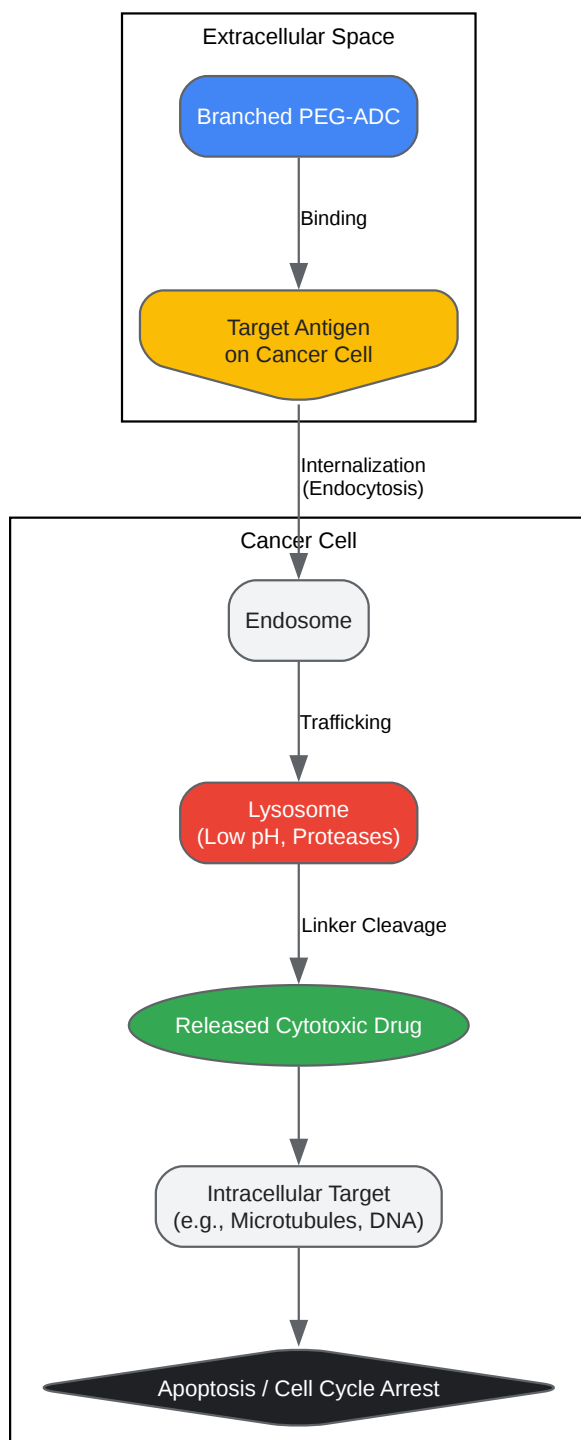 Extracellular Space
Branched PEG-ADC
Binding
Target Antigen
on Cancer Cell
Internalization
(Endocytosis)
Cancer Cell
Endosome
Trafficking
Lysosome
(Low pH, Proteases)
Linker Cleavage
Released Cytotoxic Drug
Intracellular Target
(e.g., Microtubules, DNA)
Apoptosis / Cell Cycle Arrest